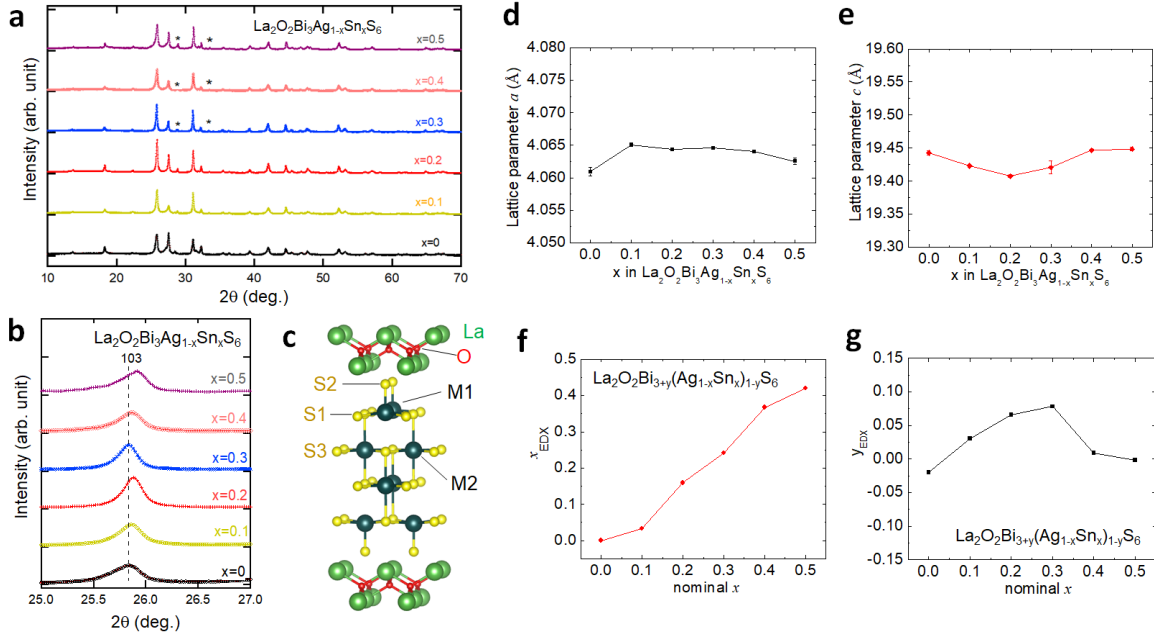 a
La2O2Bi3Ag1-xSnxS6
* *
x=0.5
* *
x=0.4
* *
x=0.3
x=0.2
x=0.1
x=0
Intensity (arb. unit)
10 20 30 40 50 60 70
2θ (deg.)
b
La2O2Bi3Ag1-xSnxS6
103
x=0.5
x=0.4
x=0.3
x=0.2
x=0.1
x=0
Intensity (arb. unit)
25.0 25.5 26.0 26.5 27.0
2θ (deg.)
c
La
O
S2
M1
S1
S3
M2
d
4.080
4.070
4.060
4.050
Lattice parameter a (Å)
0.0 0.1 0.2 0.3 0.4 0.5
x in La2O2Bi3Ag1-xSnxS6
e
19.60
19.55
19.50
19.45
19.40
19.35
19.30
Lattice parameter c (Å)
0.0 0.1 0.2 0.3 0.4 0.5
x in La2O2Bi3Ag1-xSnxS6
f
La2O2Bi3+y(Ag1-xSnx)1-yS6
0.5
0.4
0.3
0.2
0.1
0.0
xEDX
0.0 0.1 0.2 0.3 0.4 0.5
nominal x
g
0.15
0.10
0.05
0.00
-0.05
-0.10
-0.15
yEDX
La2O2Bi3+y(Ag1-xSnx)1-yS6
0.0 0.1 0.2 0.3 0.4 0.5
nominal x